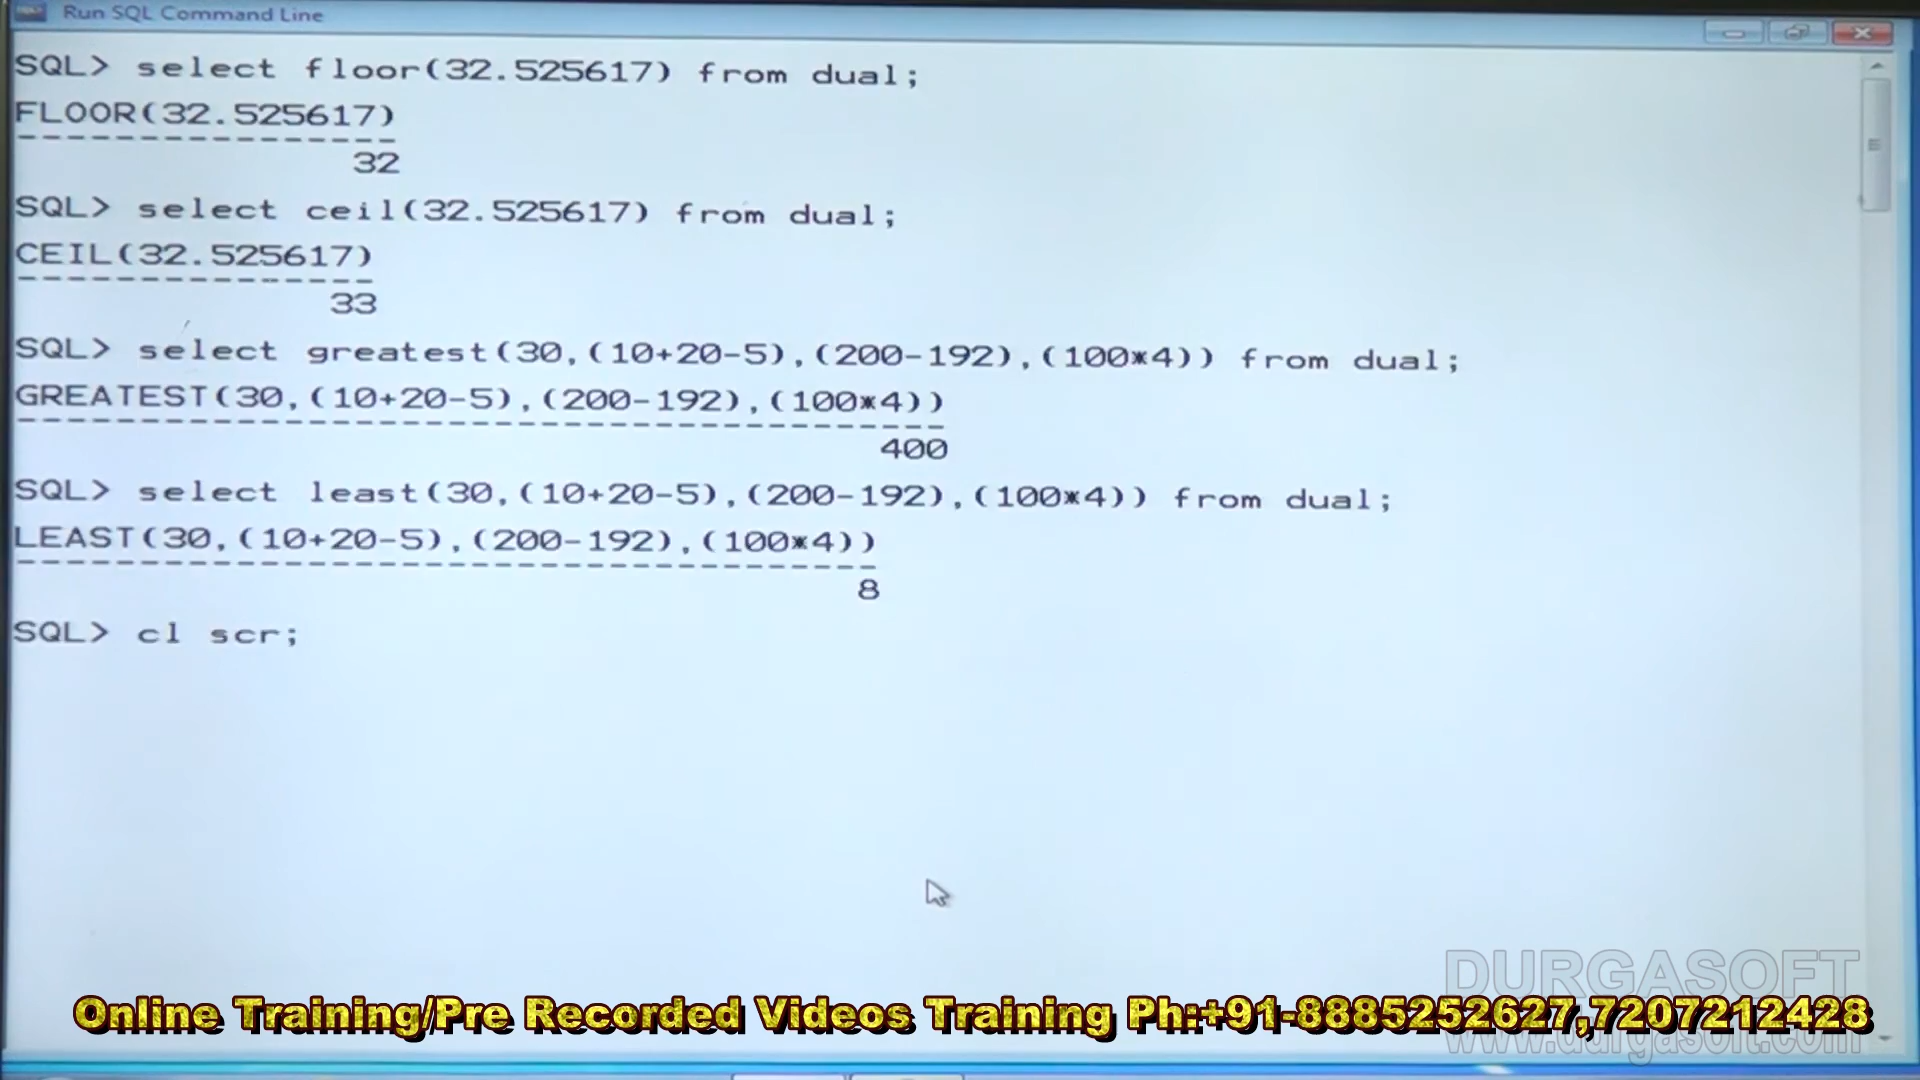 Run SQL Command Line
SQL> select floor(32.525617) from dual;
FLOOR(32.525617)
----------------
32
SQL> select ceil(32.525617) from dual;
CEIL(32.525617)
---------------
33
SQL> select greatest(30,(10+20-5),(200-192),(100*4)) from dual;
GREATEST(30,(10+20-5),(200-192),(100*4))
----------------------------------------
400
SQL> select least(30,(10+20-5),(200-192),(100*4)) from dual;
LEAST(30,(10+20-5),(200-192),(100*4))
-------------------------------------
8
SQL> cl scr;
DURGASOFT
Online Training/Pre Recorded Videos Training Ph:+91-8885252627,7207212428
www.durgasoft.com